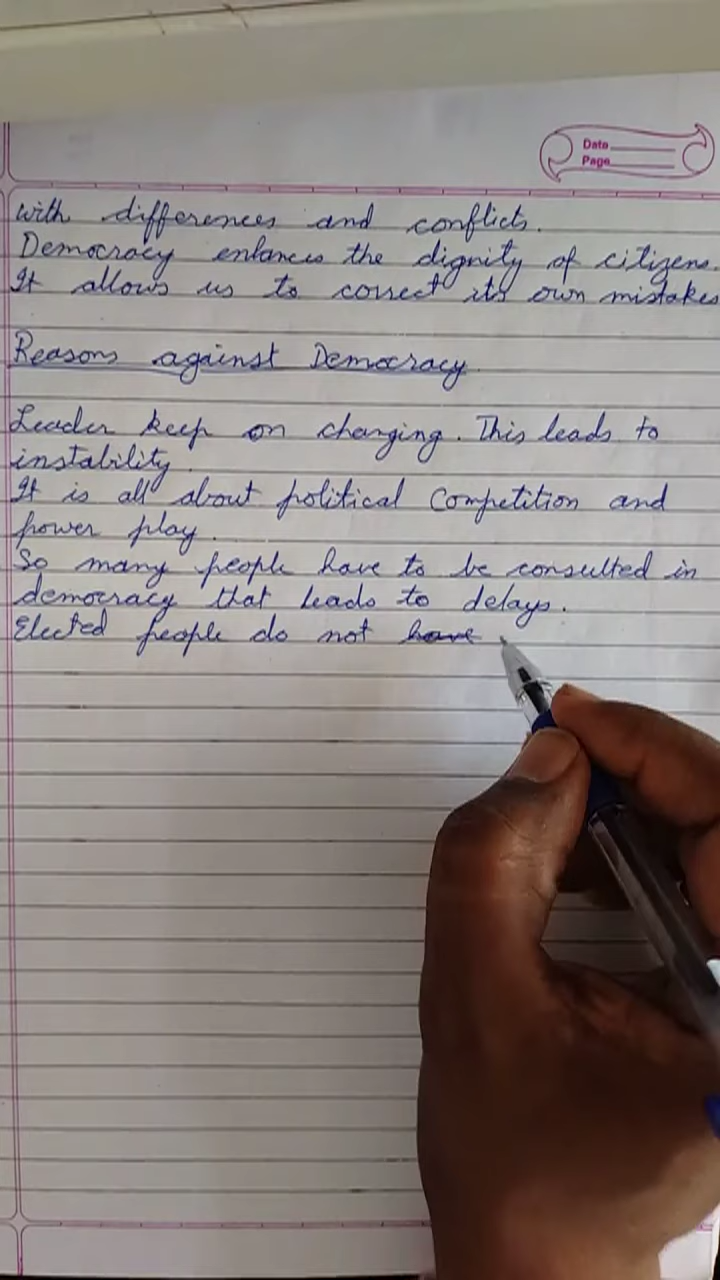 Date
Page
with differences and conflicts.
Democracy enhances the dignity of citizens.
It allows us to correct its own mistakes
Reasons against Democracy
Leader keep on changing. This leads to
instability.
It is all about political Competition and
power play.
So many people have to be consulted in
democracy that leads to delays.
Elected people do not have